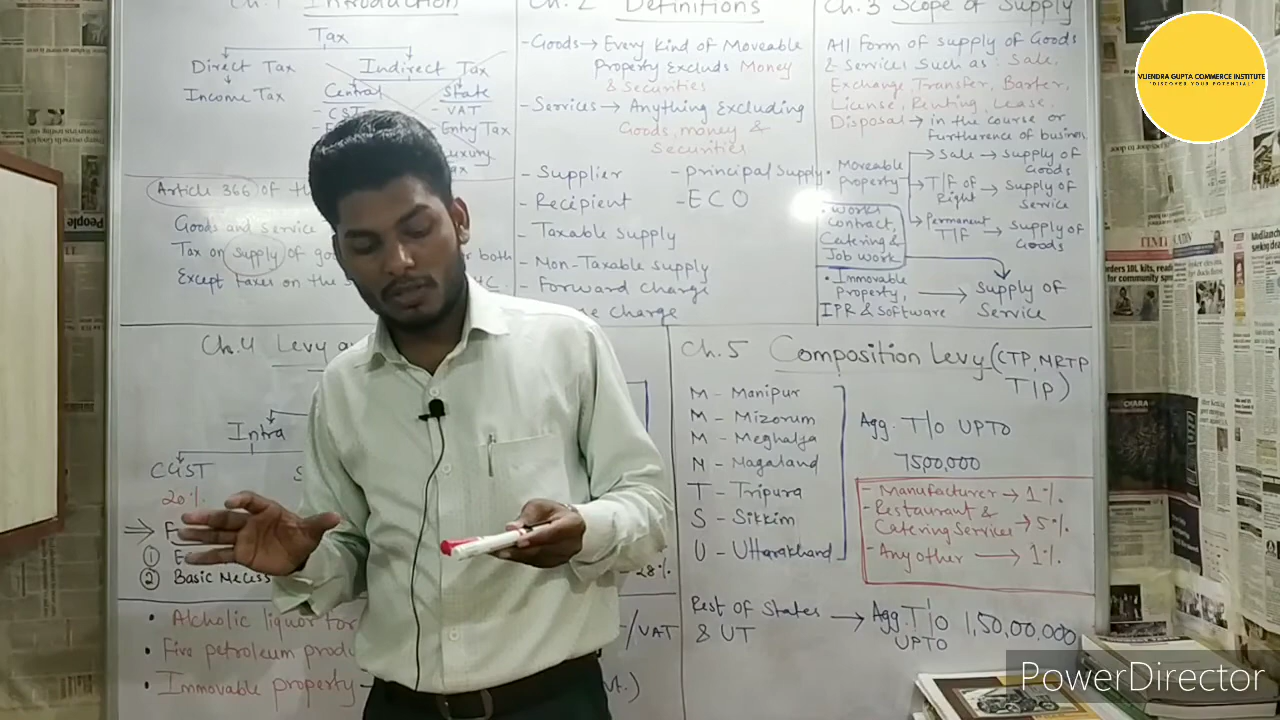 Ch.1 Introduction
Tax
Direct Tax
Indirect Tax
Income Tax
Central
State
CST
VAT
Entry Tax
Luxury
Tax
Article 366 of the
Goods and service
Tax on supply of
or both
Except taxes on the
Ch.2 Definitions
- Goods → Every kind of Moveable
Property Excluds Money
& Securities
- Services → Anything Excluding
Goods, money &
Securities
- Supplier
- principal Supply
- Recipient
- E C O
- Taxable supply
- Non-Taxable supply
- Forward charge
charge
Ch.3 Scope of Supply
All form of supply of Goods
& Services Such as: Sale,
Exchange, Transfer, Barter,
License, Renting, Lease,
Disposal → in the course or
furtherence of business
• Moveable
property
→ Sale → Supply of
Goods
→ T/F of
Right → Supply of
Service
→ Permanent
T/F → Supply of
Goods
• Works
contract,
Catering &
Job work
• Immovable
Property,
IPR & Software → Supply of
Service
Ch.4 Levy
Intra
CGST
20%
① E
② Basic Necess
28%
• Alcholic liquor for
/VAT
• Five petroleum produ
• Immovable property
Ch.5 Composition Levy (CTP, NRTP
TIP)
M - Manipur
M - Mizorum
M - Meghalya
N - Nagaland
T - Tripura
S - Sikkim
U - Uttarakhand
Agg. T/o UPTO
7500,000
- Manufacturer → 1%
- Restaurant &
Catering Services → 5%
- Any other → 1%
Rest of States
& UT → Agg. T/o 1,50,00,000
UPTO
VIJENDRA GUPTA COMMERCE INSTITUTE
"DISCOVER YOUR POTENTIAL"
People
PowerDirector